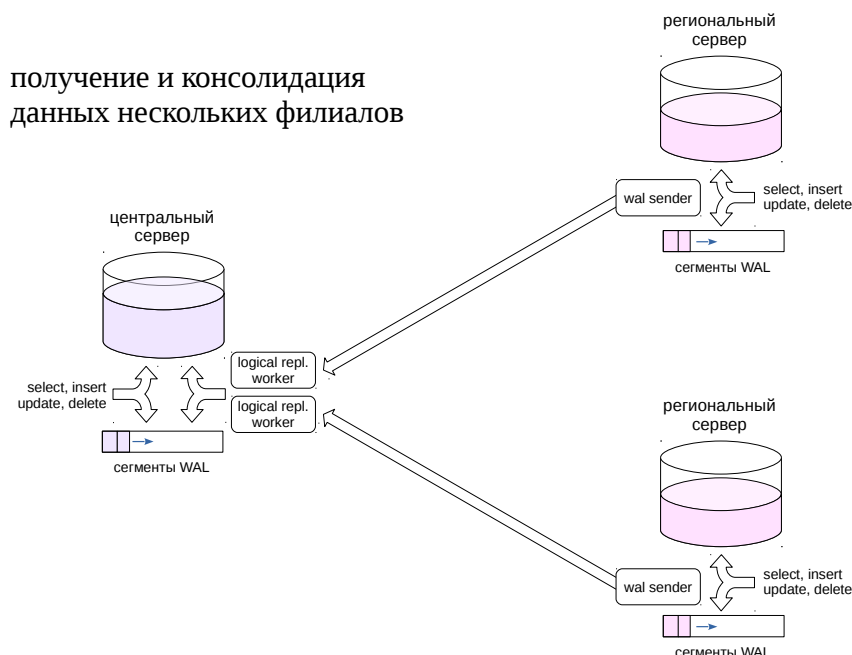 региональный
сервер
получение и консолидация
данных нескольких филиалов
wal sender
select, insert
update, delete
сегменты WAL
центральный
сервер
logical repl.
worker
select, insert
update, delete
logical repl.
worker
сегменты WAL
региональный
сервер
wal sender
select, insert
update, delete
сегменты WAL